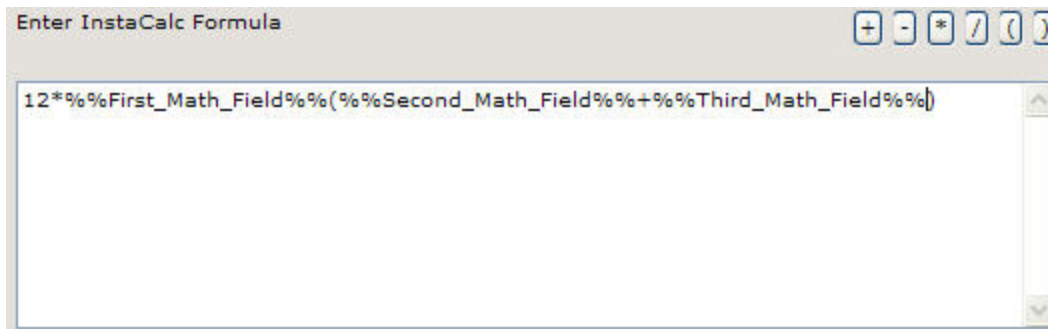 Enter InstaCalc Formula + - * / ( )
12*%%First_Math_Field%%(%%Second_Math_Field%%+%%Third_Math_Field%%)